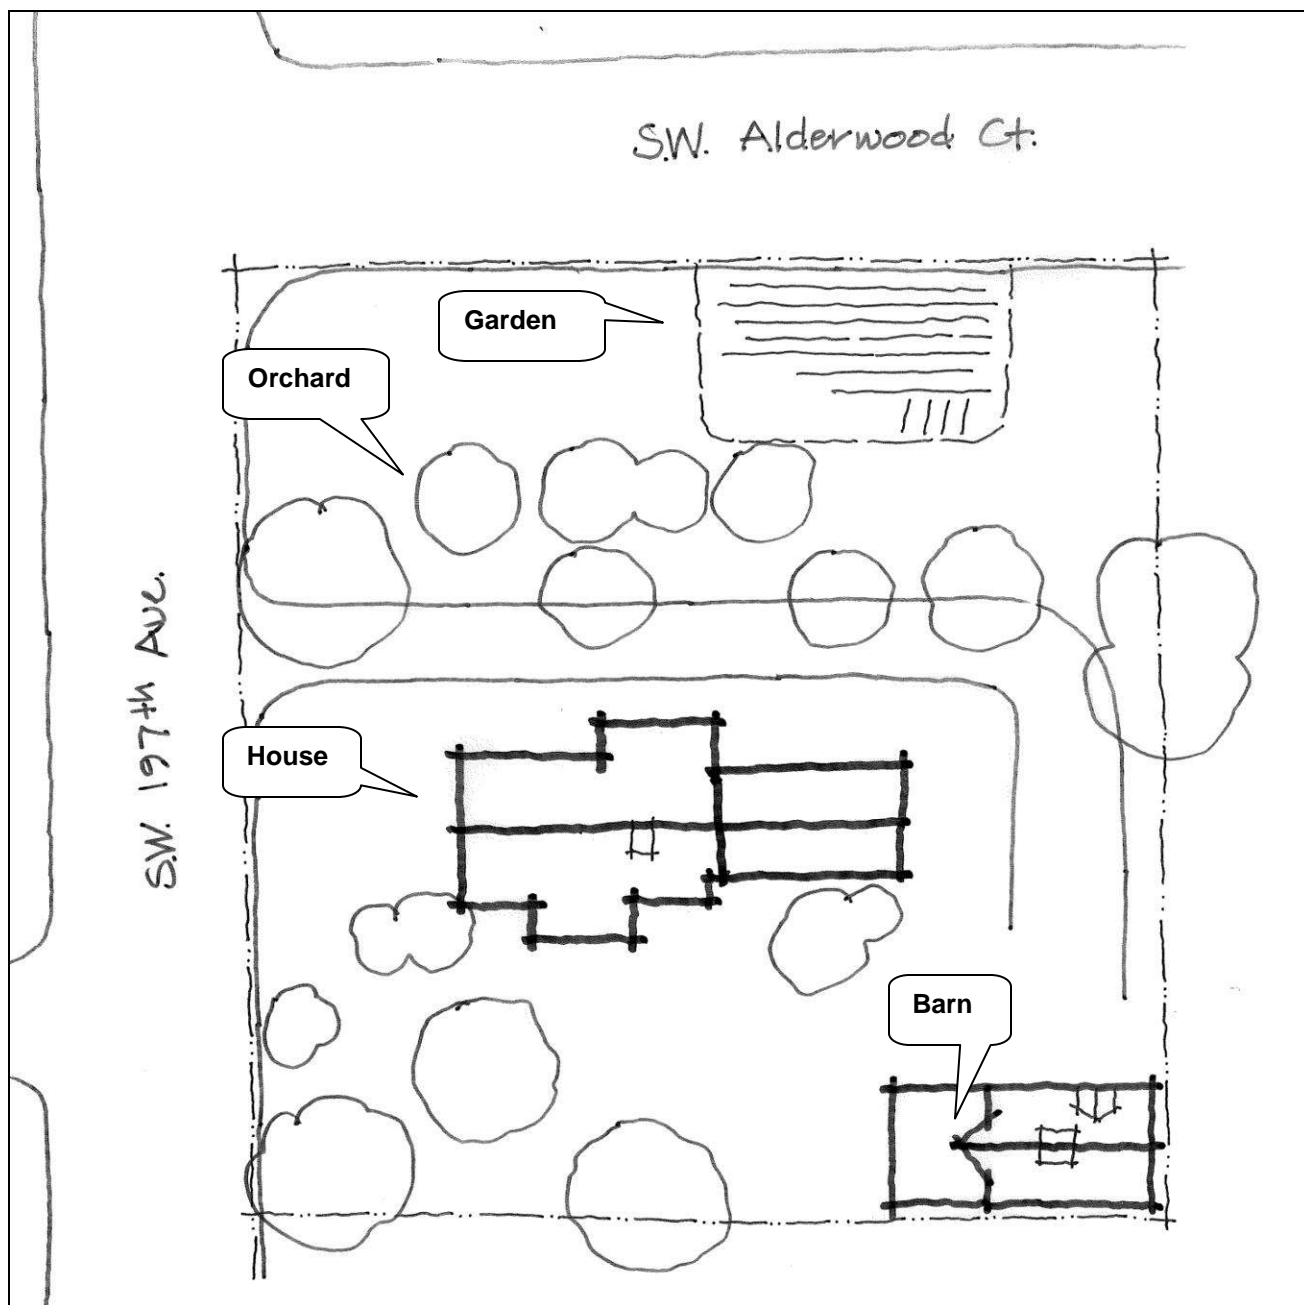 S.W. Alderwood Ct.
Garden
Orchard
S.W. 197th Ave.
House
Barn